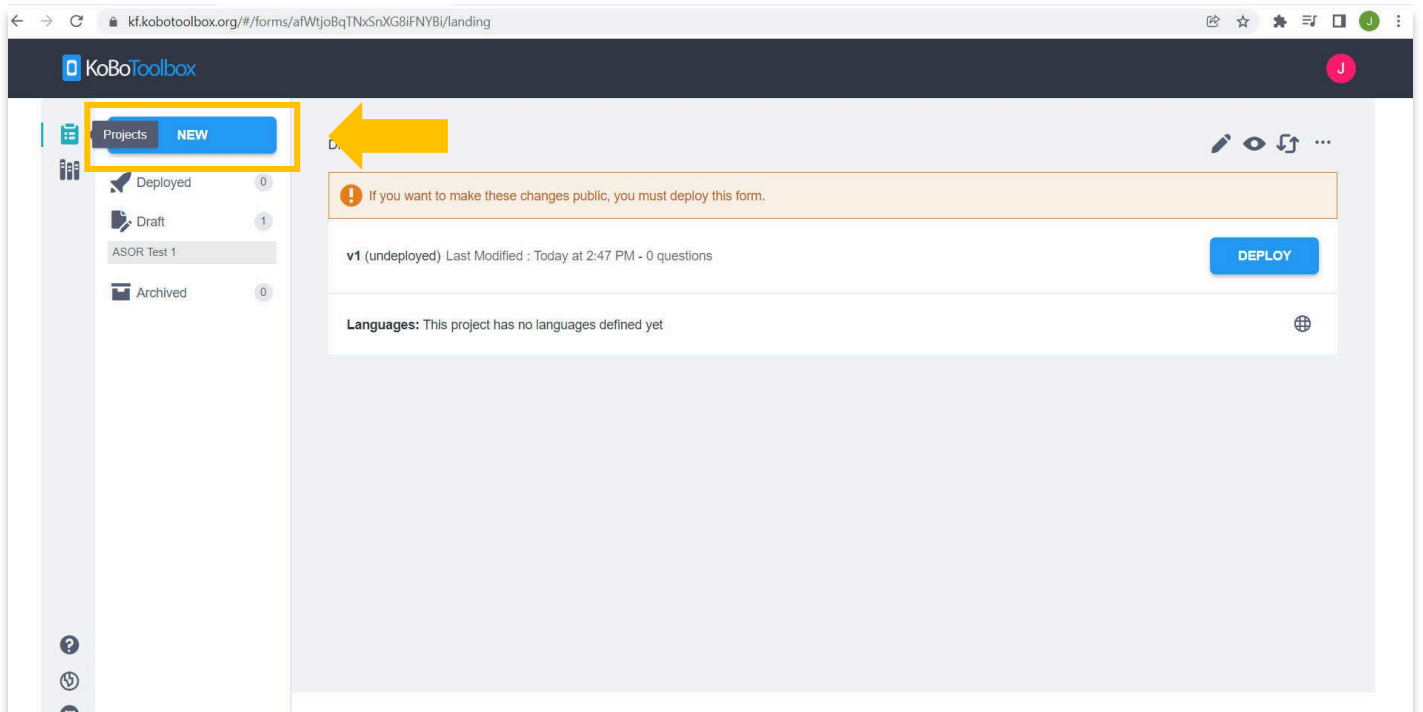 kf.kobotoolbox.org/#/forms/afWtjoBqTNxSnXG8iFNYBi/landing
J
KoBoToolbox
J
Projects
NEW
Deployed 0
Draft 1
ASOR Test 1
Archived 0
If you want to make these changes public, you must deploy this form.
v1 (undeployed) Last Modified : Today at 2:47 PM - 0 questions
DEPLOY
Languages: This project has no languages defined yet